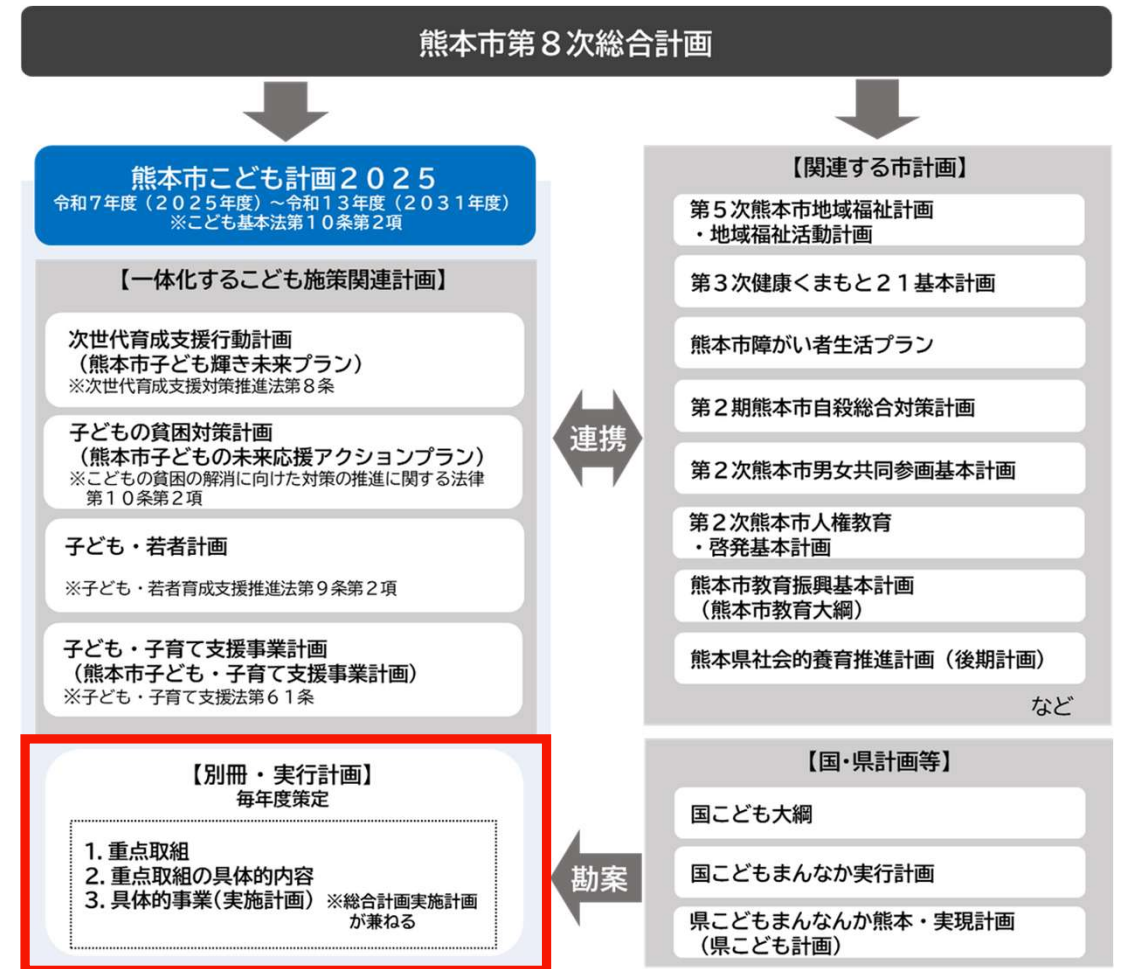 熊本市第８次総合計画
熊本市こども計画２０２５
令和７年度（２０２５年度）～令和１３年度（２０３１年度）
※こども基本法第１０条第２項
【一体化するこども施策関連計画】
次世代育成支援行動計画
（熊本市子ども輝き未来プラン）
※次世代育成支援対策推進法第８条
子どもの貧困対策計画
（熊本市子どもの未来応援アクションプラン）
※こどもの貧困の解消に向けた対策の推進に関する法律
第１０条第２項
子ども・若者計画
※子ども・若者育成支援推進法第９条第２項
子ども・子育て支援事業計画
（熊本市子ども・子育て支援事業計画）
※子ども・子育て支援法第６１条
【別冊・実行計画】
毎年度策定
1. 重点取組
2. 重点取組の具体的内容
3. 具体的事業（実施計画） ※総合計画実施計画
が兼ねる
連携
勘案
【関連する市計画】
第５次熊本市地域福祉計画
・地域福祉活動計画
第３次健康くまもと２１基本計画
熊本市障がい者生活プラン
第２期熊本市自殺総合対策計画
第２次熊本市男女共同参画基本計画
第２次熊本市人権教育
・啓発基本計画
熊本市教育振興基本計画
（熊本市教育大綱）
熊本県社会的養育推進計画（後期計画）
など
【国・県計画等】
国こども大綱
国こどもまんなか実行計画
県こどもまんなんか熊本・実現計画
（県こども計画）